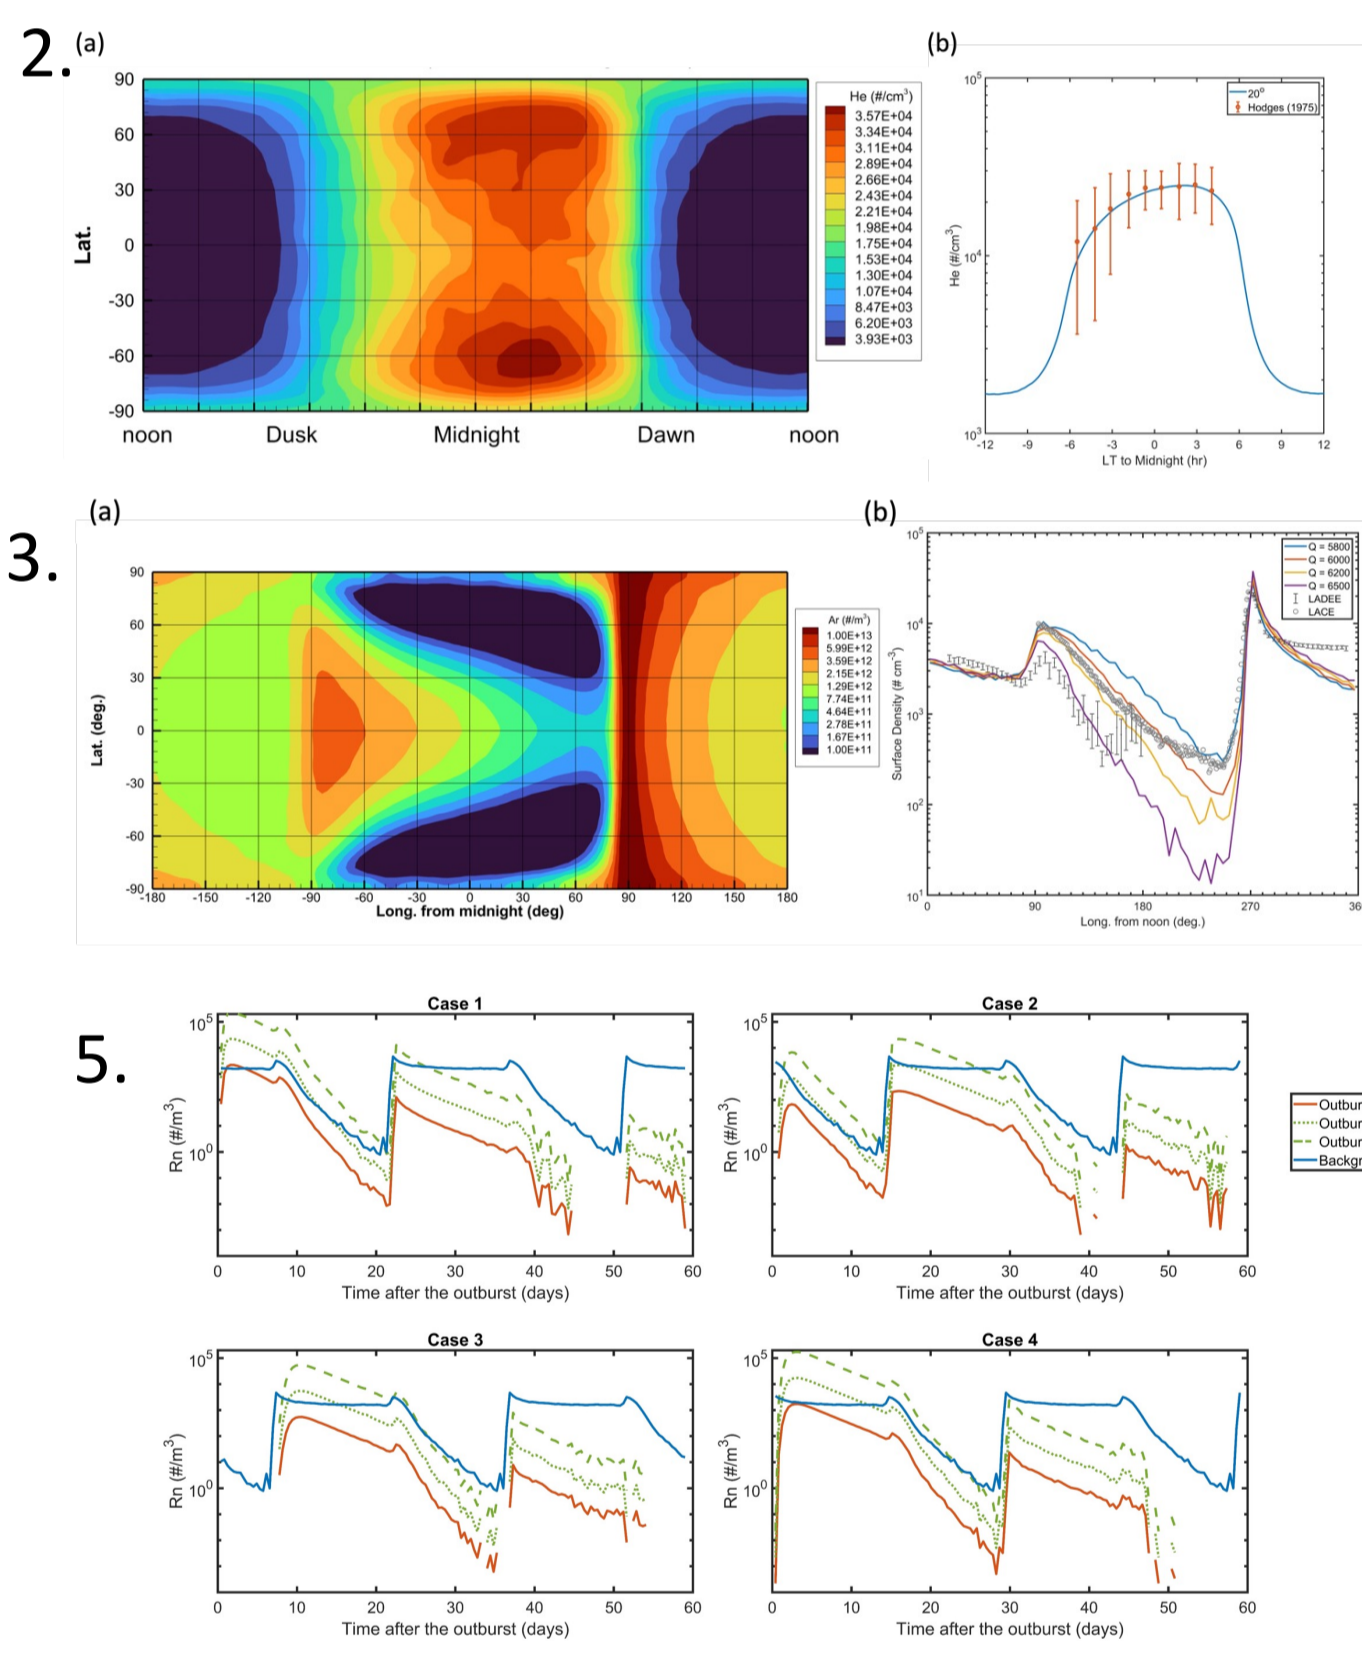 2.
(a)
90
60
30
0
-30
-60
-90
Lat.
noon Dusk Midnight Dawn noon
He (#/cm³)
3.57E+04
3.34E+04
3.11E+04
2.89E+04
2.66E+04
2.43E+04
2.21E+04
1.98E+04
1.75E+04
1.53E+04
1.30E+04
1.07E+04
8.47E+03
6.20E+03
3.93E+03
(b)
10⁵
10⁴
10³
He (#/cm³)
20°
Hodges (1975)
-12 -9 -6 -3 0 3 6 9 12
LT to Midnight (hr)
3.
(a)
90
60
30
0
-30
-60
-90
Lat. (deg.)
-180 -150 -120 -90 -60 -30 0 30 60 90 120 150 180
Long. from midnight (deg)
Ar (#/m³)
1.00E+13
5.99E+12
3.59E+12
2.15E+12
1.29E+12
7.74E+11
4.64E+11
2.78E+11
1.67E+11
1.00E+11
(b)
10⁵
10⁴
10³
10²
10¹
Surface Density (# cm⁻³)
Q = 5800
Q = 6000
Q = 6200
Q = 6500
LADEE
LACE
0 90 180 270 36
Long. from noon (deg.)
5.
Case 1
10⁵
10⁰
Rn (#/m³)
0 10 20 30 40 50 60
Time after the outburst (days)
Case 2
10⁵
10⁰
Rn (#/m³)
0 10 20 30 40 50 60
Time after the outburst (days)
Outbur
Outbur
Outbur
Backgr
Case 3
10⁵
10⁰
Rn (#/m³)
0 10 20 30 40 50 60
Time after the outburst (days)
Case 4
10⁵
10⁰
Rn (#/m³)
0 10 20 30 40 50 60
Time after the outburst (days)